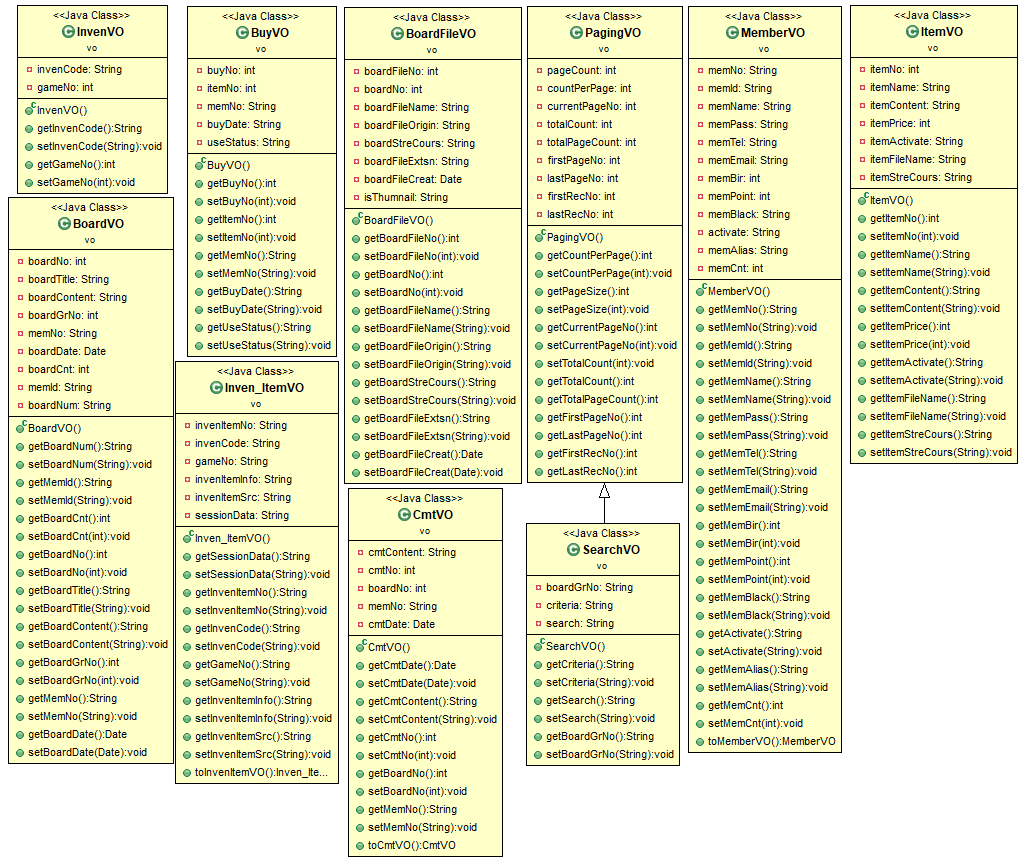 <<Java Class>>
InvenVO
vo
invenCode: String
gameNo: int
InvenVO()
getInvenCode():String
setInvenCode(String):void
getGameNo():int
setGameNo(int):void
<<Java Class>>
BoardVO
vo
boardNo: int
boardTitle: String
boardContent: String
boardGrNo: int
memNo: String
boardDate: Date
boardCnt: int
memId: String
boardNum: String
BoardVO()
getBoardNum():String
setBoardNum(String):void
getMemId():String
setMemId(String):void
getBoardCnt():int
setBoardCnt(int):void
getBoardNo():int
setBoardNo(int):void
getBoardTitle():String
setBoardTitle(String):void
getBoardContent():String
setBoardContent(String):void
getBoardGrNo():int
setBoardGrNo(int):void
getMemNo():String
setMemNo(String):void
getBoardDate():Date
setBoardDate(Date):void
<<Java Class>>
BuyVO
vo
buyNo: int
itemNo: int
memNo: String
buyDate: String
useStatus: String
BuyVO()
getBuyNo():int
setBuyNo(int):void
getItemNo():int
setItemNo(int):void
getMemNo():String
setMemNo(String):void
getBuyDate():String
setBuyDate(String):void
getUseStatus():String
setUseStatus(String):void
<<Java Class>>
Inven_ItemVO
vo
invenItemNo: String
invenCode: String
gameNo: String
invenItemInfo: String
invenItemSrc: String
sessionData: String
Inven_ItemVO()
getSessionData():String
setSessionData(String):void
getInvenItemNo():String
setInvenItemNo(String):void
getInvenCode():String
setInvenCode(String):void
getGameNo():String
setGameNo(String):void
getInvenItemInfo():String
setInvenItemInfo(String):void
getInvenItemSrc():String
setInvenItemSrc(String):void
toInvenItemVO():Inven_Ite...
<<Java Class>>
BoardFileVO
vo
boardFileNo: int
boardNo: int
boardFileName: String
boardFileOrigin: String
boardStreCours: String
boardFileExtsn: String
boardFileCreat: Date
isThumnail: String
BoardFileVO()
getBoardFileNo():int
setBoardFileNo(int):void
getBoardNo():int
setBoardNo(int):void
getBoardFileName():String
setBoardFileName(String):void
getBoardFileOrigin():String
setBoardFileOrigin(String):void
getBoardStreCours():String
setBoardStreCours(String):void
getBoardFileExtsn():String
setBoardFileExtsn(String):void
getBoardFileCreat():Date
setBoardFileCreat(Date):void
<<Java Class>>
CmtVO
vo
cmtContent: String
cmtNo: int
boardNo: int
memNo: String
cmtDate: Date
CmtVO()
getCmtDate():Date
setCmtDate(Date):void
getCmtContent():String
setCmtContent(String):void
getCmtNo():int
setCmtNo(int):void
getBoardNo():int
setBoardNo(int):void
getMemNo():String
setMemNo(String):void
toCmtVO():CmtVO
<<Java Class>>
PagingVO
vo
pageCount: int
countPerPage: int
currentPageNo: int
totalCount: int
totalPageCount: int
firstPageNo: int
lastPageNo: int
firstRecNo: int
lastRecNo: int
PagingVO()
getCountPerPage():int
setCountPerPage(int):void
getPageSize():int
setPageSize(int):void
getCurrentPageNo():int
setCurrentPageNo(int):void
setTotalCount(int):void
getTotalCount():int
getTotalPageCount():int
getFirstPageNo():int
getLastPageNo():int
getFirstRecNo():int
getLastRecNo():int
<<Java Class>>
SearchVO
vo
boardGrNo: String
criteria: String
search: String
SearchVO()
getCriteria():String
setCriteria(String):void
getSearch():String
setSearch(String):void
getBoardGrNo():String
setBoardGrNo(String):void
<<Java Class>>
MemberVO
vo
memNo: String
memId: String
memName: String
memPass: String
memTel: String
memEmail: String
memBir: int
memPoint: int
memBlack: String
activate: String
memAlias: String
memCnt: int
MemberVO()
getMemNo():String
setMemNo(String):void
getMemId():String
setMemId(String):void
getMemName():String
setMemName(String):void
getMemPass():String
setMemPass(String):void
getMemTel():String
setMemTel(String):void
getMemEmail():String
setMemEmail(String):void
getMemBir():int
setMemBir(int):void
getMemPoint():int
setMemPoint(int):void
getMemBlack():String
setMemBlack(String):void
getActivate():String
setActivate(String):void
getMemAlias():String
setMemAlias(String):void
getMemCnt():int
setMemCnt(int):void
toMemberVO():MemberVO
<<Java Class>>
ItemVO
vo
itemNo: int
itemName: String
itemContent: String
itemPrice: int
itemActivate: String
itemFileName: String
itemStreCours: String
ItemVO()
getItemNo():int
setItemNo(int):void
getItemName():String
setItemName(String):void
getItemContent():String
setItemContent(String):void
getItemPrice():int
setItemPrice(int):void
getItemActivate():String
setItemActivate(String):void
getItemFileName():String
setItemFileName(String):void
getItemStreCours():String
setItemStreCours(String):void